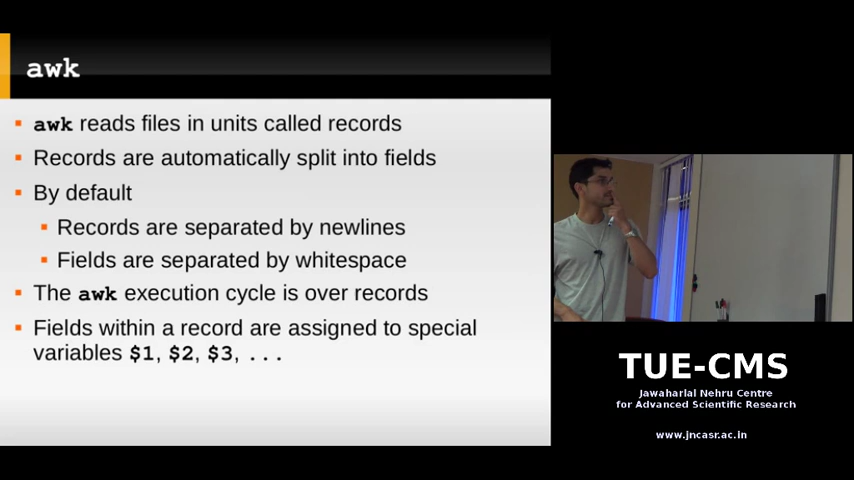 awk
awk reads files in units called records
Records are automatically split into fields
By default
Records are separated by newlines
Fields are separated by whitespace
The awk execution cycle is over records
Fields within a record are assigned to special
variables $1, $2, $3, ...
TUE-CMS
Jawaharlal Nehru Centre
for Advanced Scientific Research
www.jncasr.ac.in